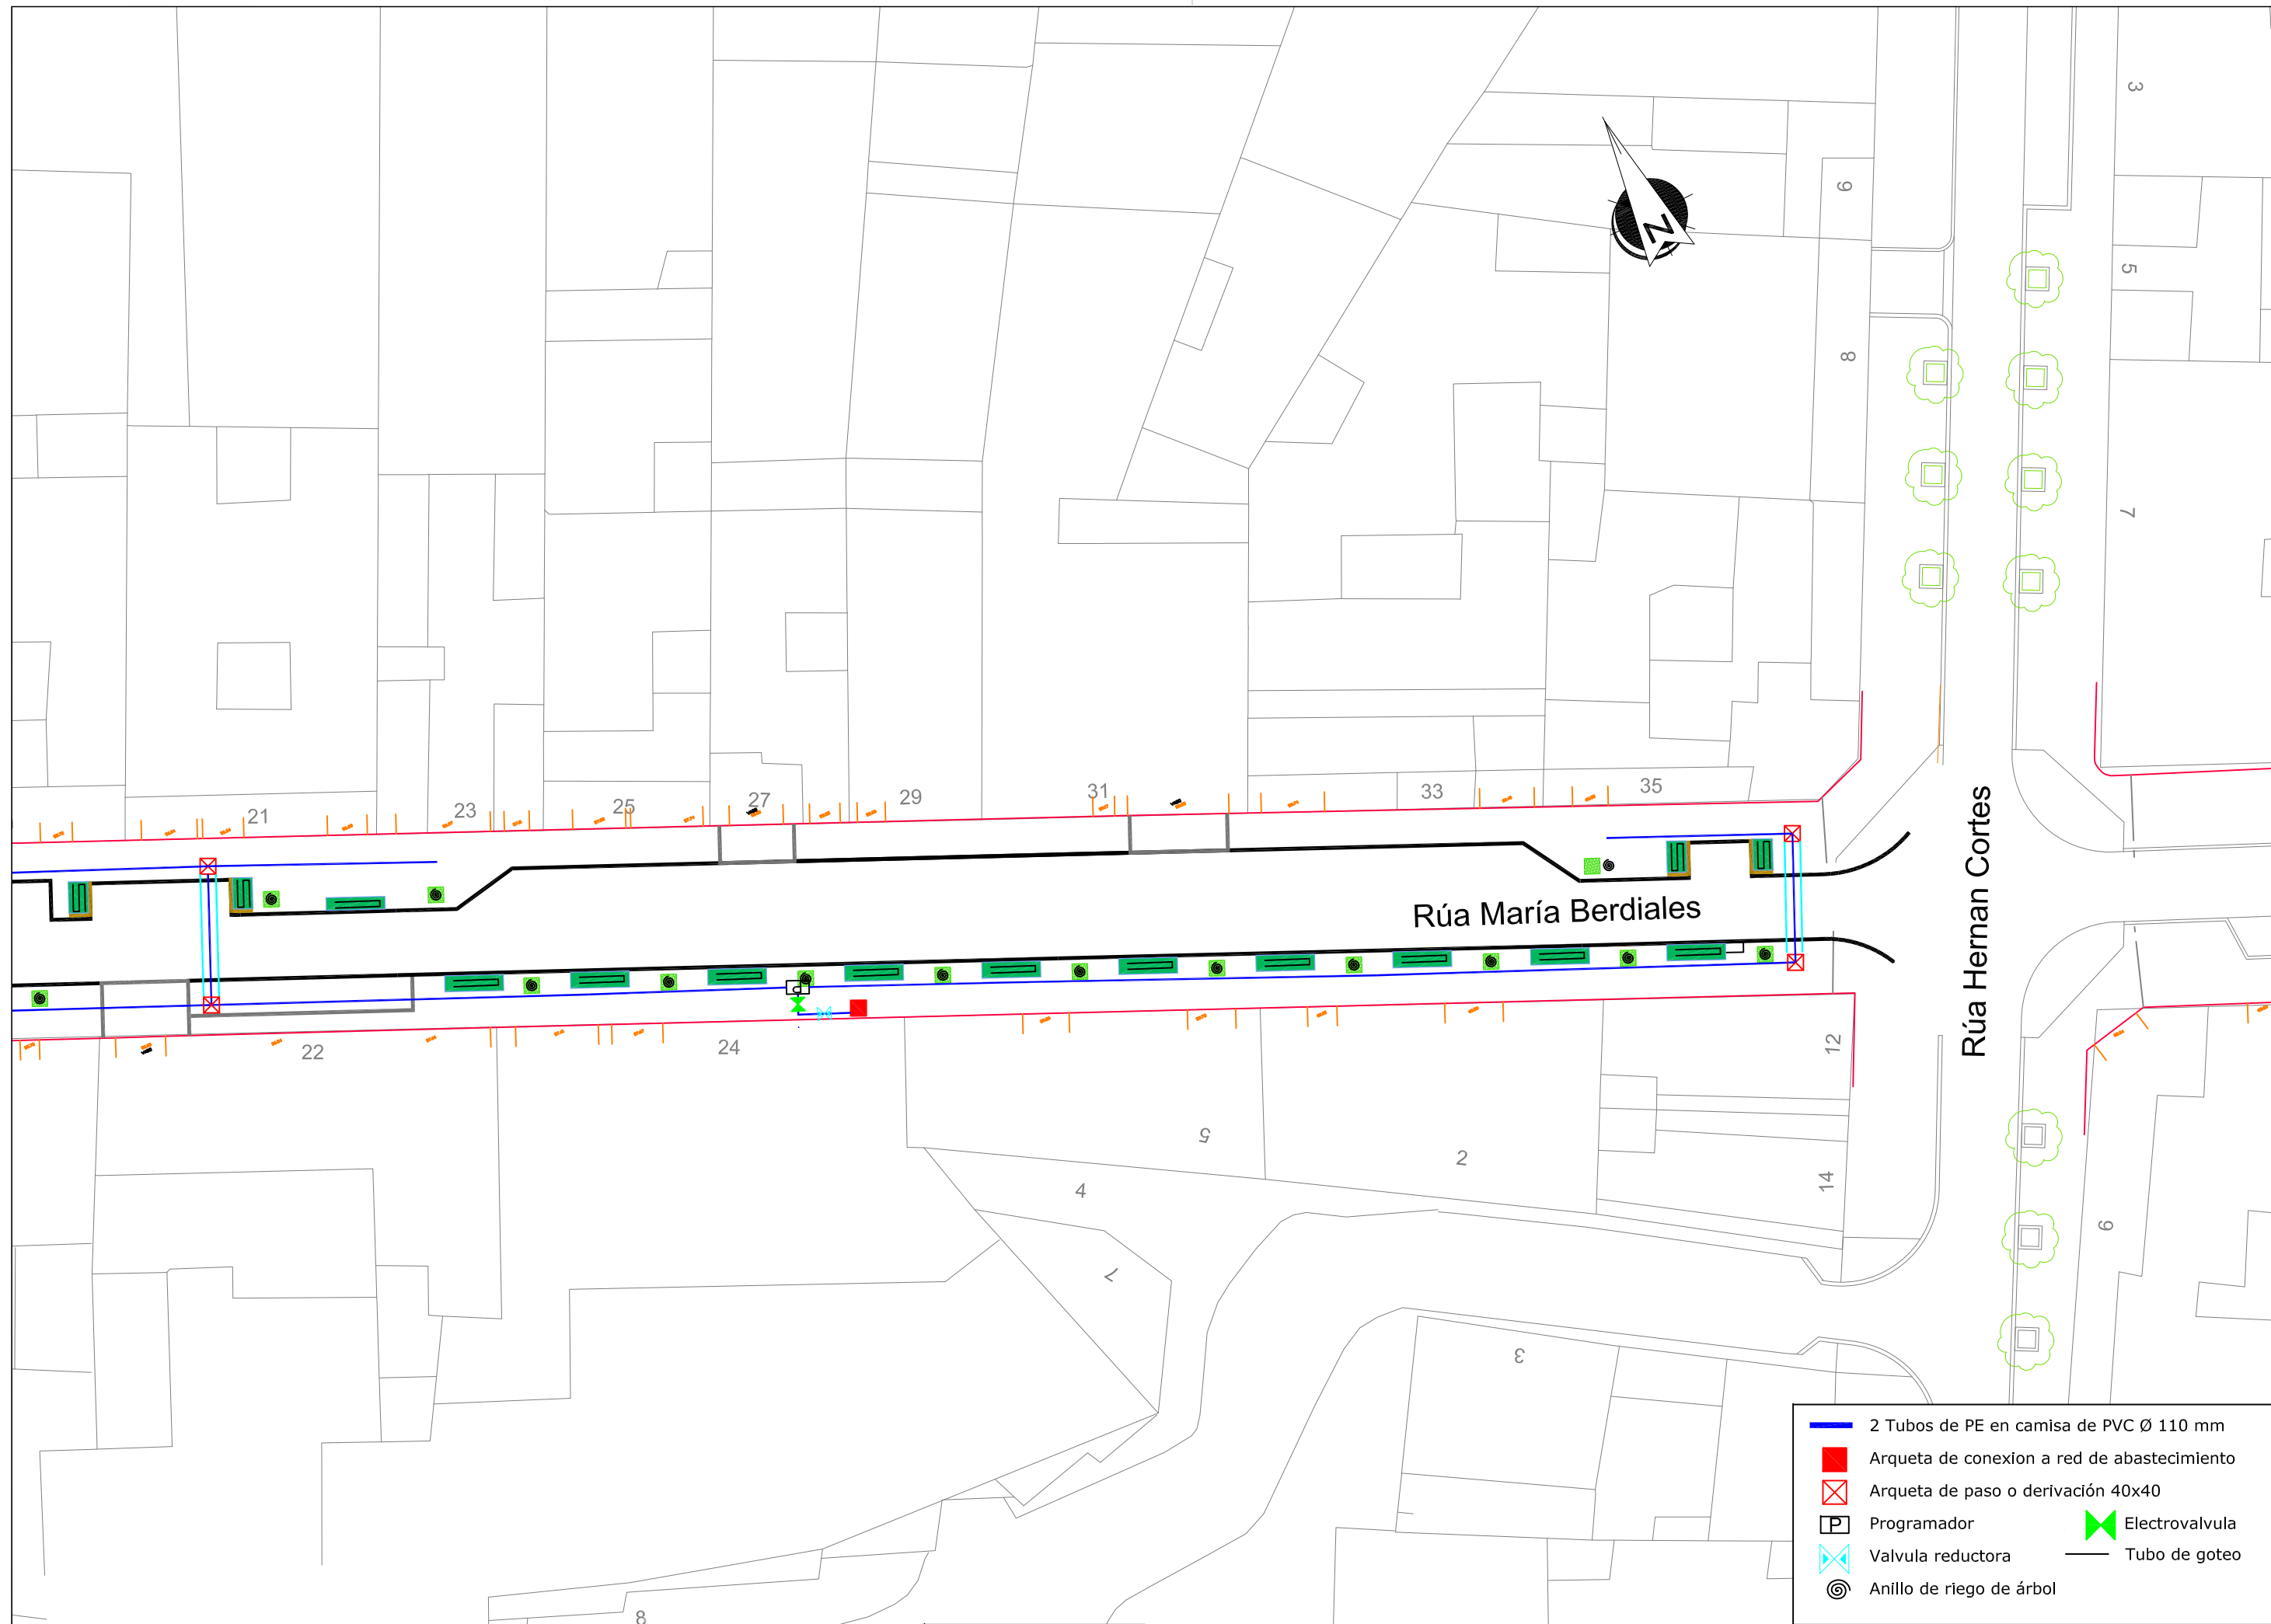 3
9
5
8
7
N
21
23
25
27
29
31
33
35
Rúa María Berdiales
Rúa Hernan Cortes
P
22
24
12
5
2
4
14
9
7
3
8
2 Tubos de PE en camisa de PVC Ø 110 mm
Arqueta de conexion a red de abastecimiento
Arqueta de paso o derivación 40x40
P Programador
Electrovalvula
Valvula reductora
Tubo de goteo
Anillo de riego de árbol